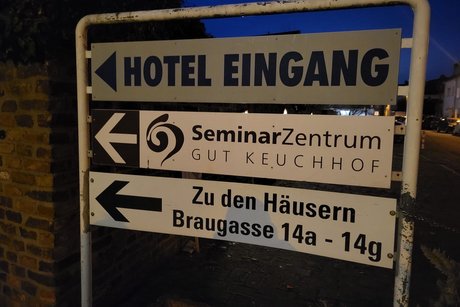 HOTEL EINGANG
SeminarZentrum
GUT KEUCHHOF
Zu den Häusern
Braugasse 14a - 14g